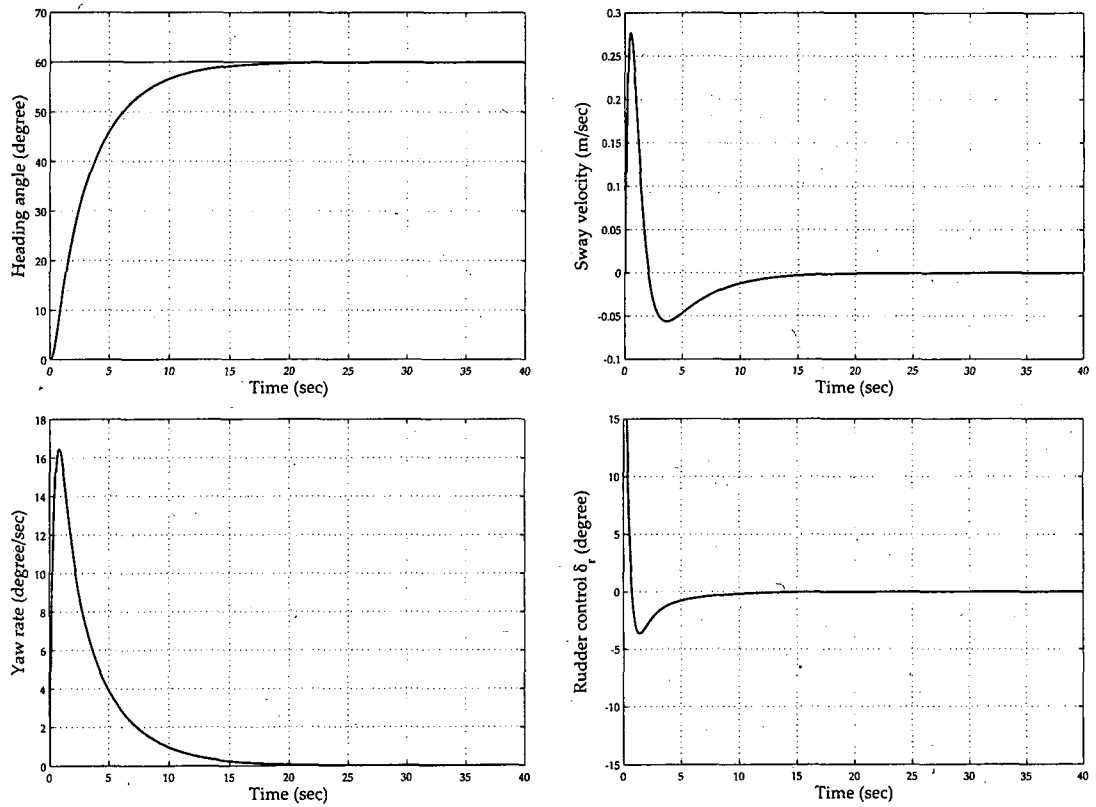 70
60
50
40
30
20
10
0
0 5 10 15 20 25 30 35 40
Heading angle (degree)
Time (sec)
0.3
0.25
0.2
0.15
0.1
0.05
0
-0.05
-0.1
0 5 10 15 20 25 30 35 40
Sway velocity (m/sec)
Time (sec)
18
16
14
12
10
8
6
4
2
0
0 5 10 15 20 25 30 35 40
Yaw rate (degree/sec)
Time (sec)
15
10
5
0
-5
-10
-15
0 5 10 15 20 25 30 35 40
Rudder control δ_r (degree)
Time (sec)